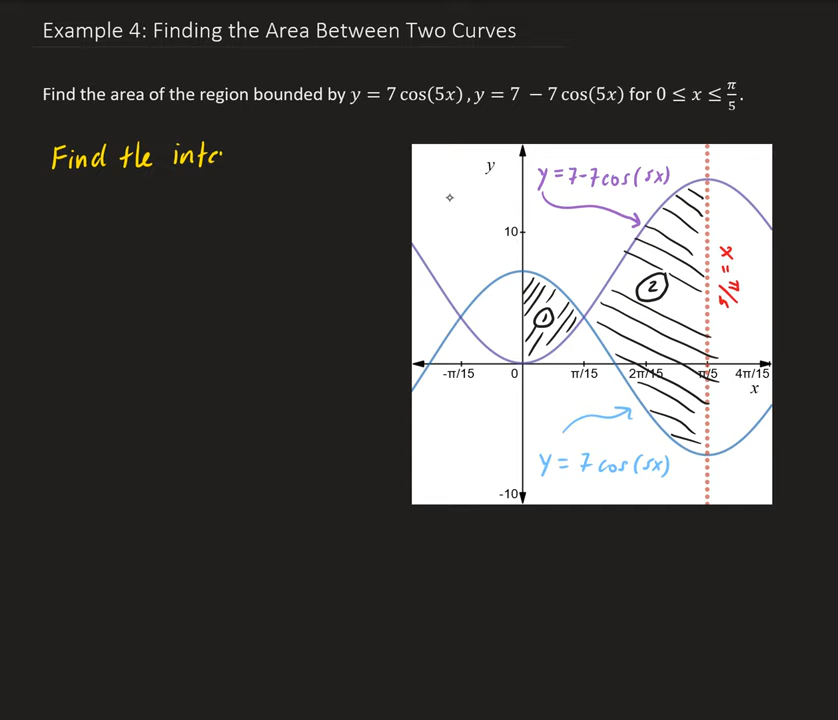 Example 4: Finding the Area Between Two Curves
Find the area of the region bounded by y = 7 cos(5x) , y = 7 − 7 cos(5x) for 0 ≤ x ≤ π/5.
Find the inte
y
y = 7-7cos(5x)
10
x = π/5
2
1
-π/15 0 π/15 2π/15 π/5 4π/15
x
y = 7 cos(5x)
-10